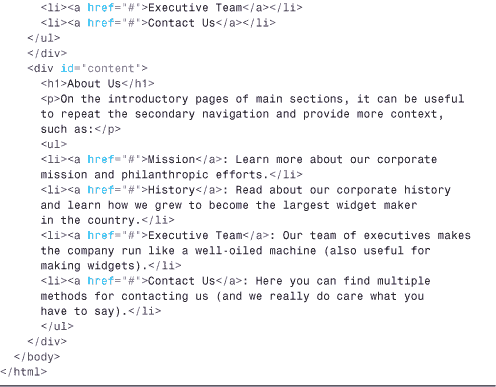 <li><a href="#">Executive Team</a></li>
<li><a href="#">Contact Us</a></li>
</ul>
</div>
<div id="content">
<h1>About Us</h1>
<p>On the introductory pages of main sections, it can be useful
to repeat the secondary navigation and provide more context,
such as:</p>
<ul>
<li><a href="#">Mission</a>: Learn more about our corporate
mission and philanthropic efforts.</li>
<li><a href="#">History</a>: Read about our corporate history
and learn how we grew to become the largest widget maker
in the country.</li>
<li><a href="#">Executive Team</a>: Our team of executives makes
the company run like a well-oiled machine (also useful for
making widgets).</li>
<li><a href="#">Contact Us</a>: Here you can find multiple
methods for contacting us (and we really do care what you
have to say).</li>
</ul>
</div>
</body>
</html>